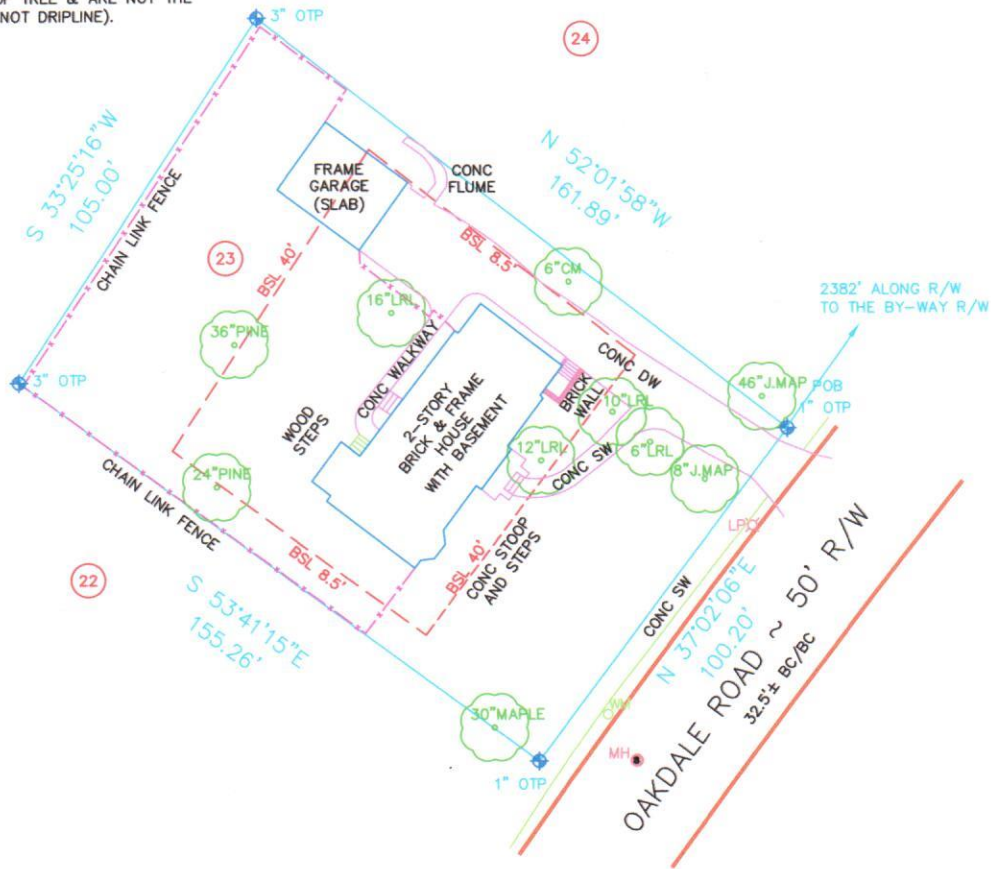 OF TREE & ARE NOT THE
NOT DRIPLINE).
3" OTP
24
S 33°25'16"W
105.00'
CHAIN LINK FENCE
FRAME
GARAGE
(SLAB)
CONC
FLUME
N 52°01'58"W
161.89'
23
BSL 40'
BSL 8.5'
6"CM
2382' ALONG R/W
TO THE BY-WAY R/W
16"LRL
36"PINE
CONC WALKWAY
CONC DW
3" OTP
2-STORY
BRICK & FRAME
HOUSE
WITH BASEMENT
BRICK
WALL
46"J.MAP
POB
1" OTP
10"LRL
WOOD
STEPS
12"LRL
6"LRL
CONC SW
8"J.MAP
24"PINE
CHAIN LINK FENCE
LP
BSL 8.5'
BSL 40'
CONC STOOP
AND STEPS
22
S 53°41'15"E
155.26'
CONC SW
N 37°02'06"E
100.20'
OAKDALE ROAD ~ 50' R/W
32.5'± BC/BC
30"MAPLE
WM
MH
1" OTP